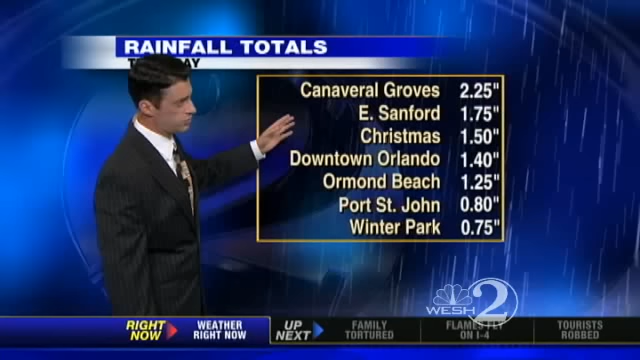 RAINFALL TOTALS
Canaveral Groves 2.25"
E. Sanford 1.75"
Christmas 1.50"
Downtown Orlando 1.40"
Ormond Beach 1.25"
Port St. John 0.80"
Winter Park 0.75"
WESH 2
RIGHT NOW
WEATHER RIGHT NOW
UP NEXT
FAMILY TORTURED
FLAMES FLY ON I-4
TOURISTS ROBBED